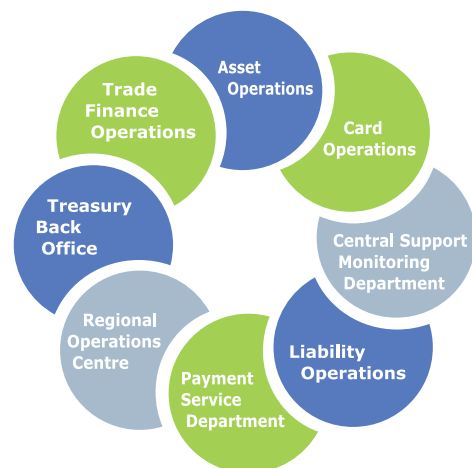 Asset
Operations
Card
Operations
Central Support
Monitoring
Department
Liability
Operations
Payment
Service
Department
Regional
Operations
Centre
Treasury
Back
Office
Trade
Finance
Operations